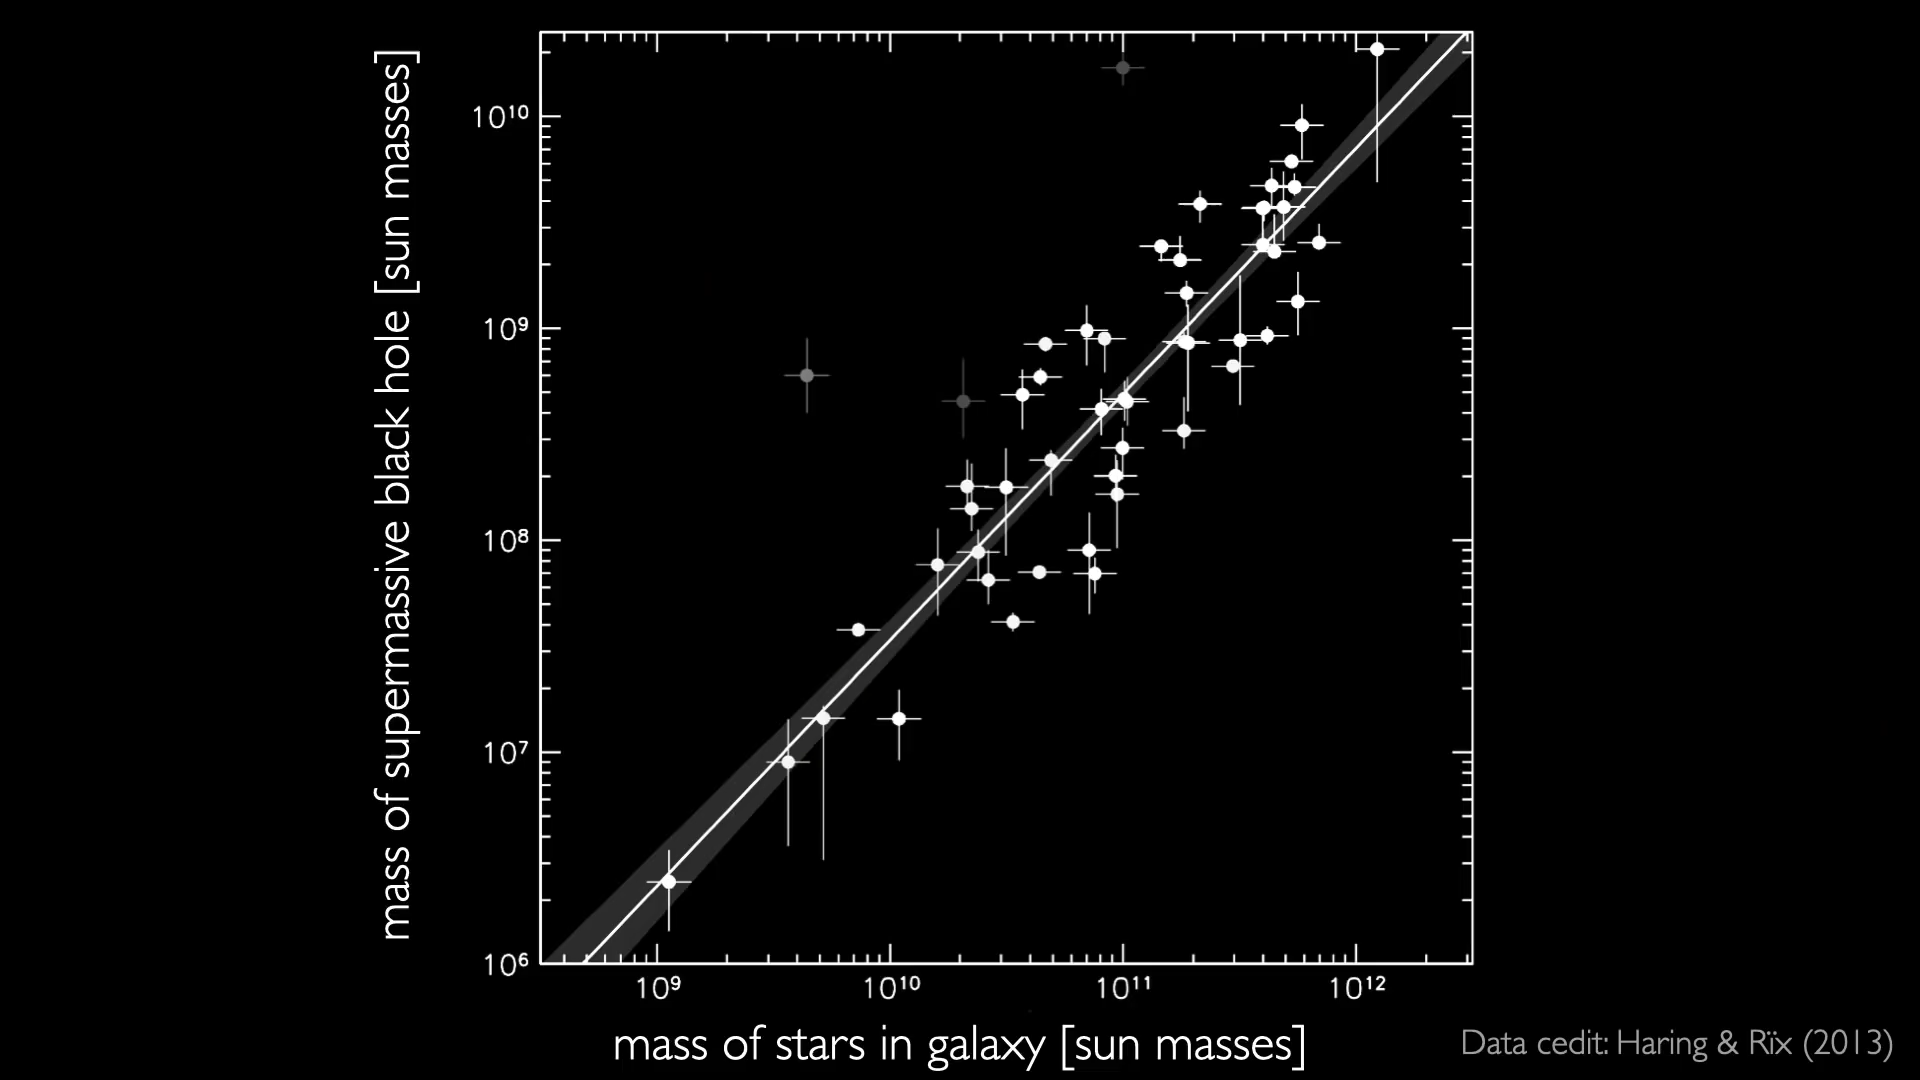 mass of supermassive black hole [sun masses]
10¹⁰
10⁹
10⁸
10⁷
10⁶
10⁹ 10¹⁰ 10¹¹ 10¹²
mass of stars in galaxy [sun masses]
Data cedit: Haring & Rïx (2013)